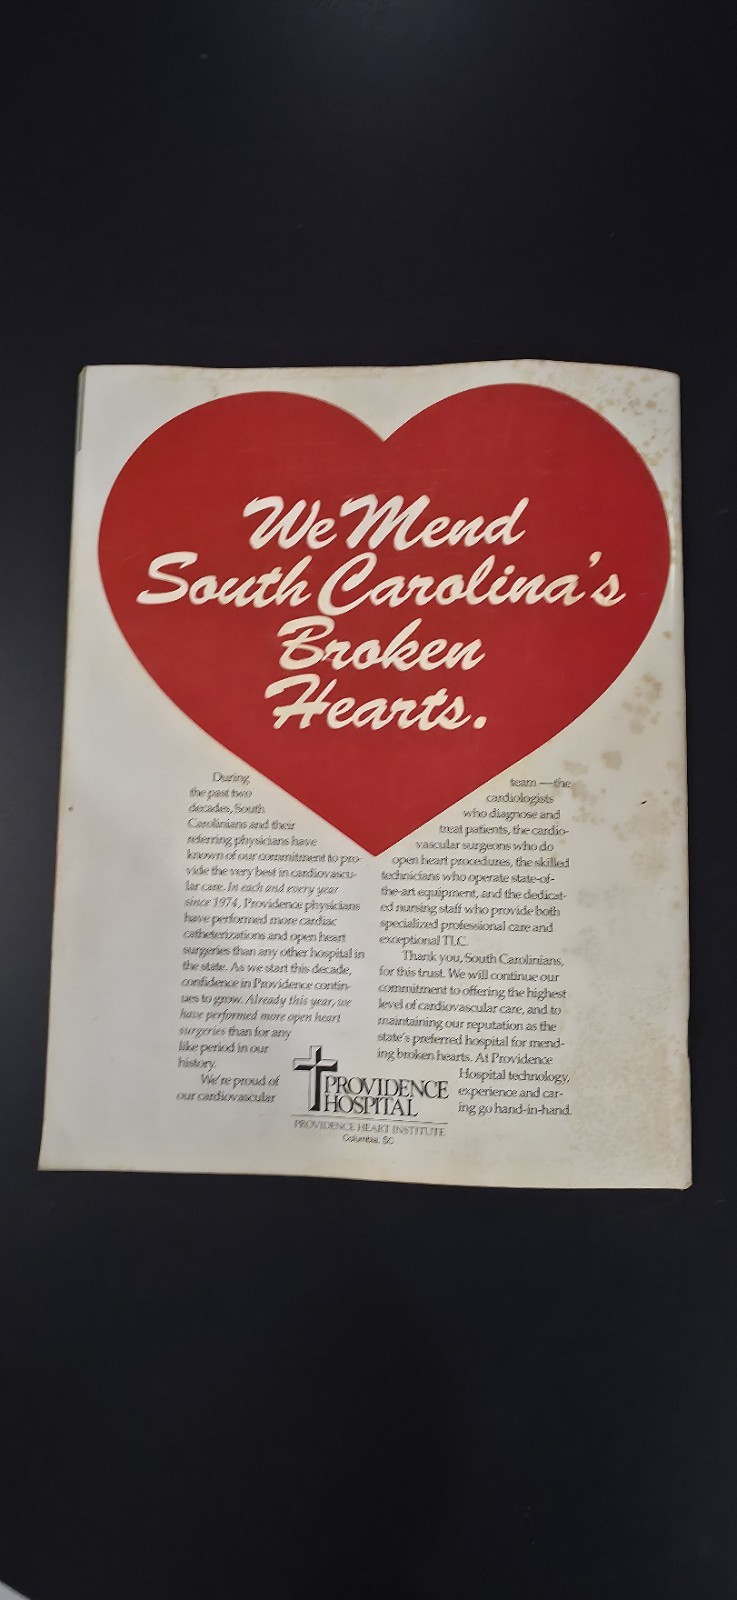 We Mend
South Carolina's
Broken
Hearts.
During
the past two
decades, South
Carolinians and their
referring physicians have
known of our commitment to pro-
vide the very best in cardiovascu-
lar care. In each and every year
since 1974, Providence physicians
have performed more cardiac
catheterizations and open heart
surgeries than any other hospital in
the state. As we start this decade,
confidence in Providence contin-
ues to grow. Already this year, we
have performed more open heart
surgeries than for any
like period in our
history.
We're proud of
our cardiovascular
team — the
cardiologists
who diagnose and
treat patients, the cardio-
vascular surgeons who do
open heart procedures, the skilled
technicians who operate state-of-
the-art equipment, and the dedicat-
ed nursing staff who provide both
specialized professional care and
exceptional TLC.
Thank you, South Carolinians,
for this trust. We will continue our
commitment to offering the highest
level of cardiovascular care, and to
maintaining our reputation as the
state's preferred hospital for mend-
ing broken hearts. At Providence
Hospital technology,
experience and car-
ing go hand-in-hand.
PROVIDENCE
HOSPITAL
PROVIDENCE HEART INSTITUTE
Columbia, SC